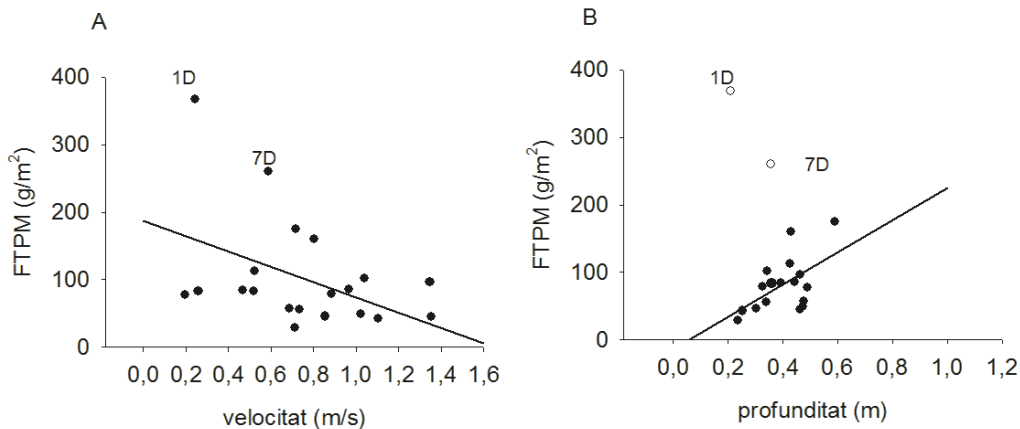 A
400
300
200
100
0
FTPM (g/m²)
1D
7D
0,0 0,2 0,4 0,6 0,8 1,0 1,2 1,4 1,6
velocitat (m/s)
B
400
300
200
100
0
FTPM (g/m²)
1D
7D
0,0 0,2 0,4 0,6 0,8 1,0 1,2
profunditat (m)